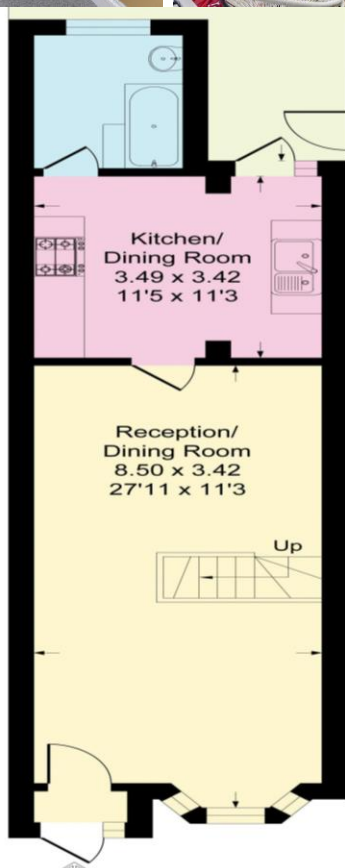 Kitchen/
Dining Room
3.49 x 3.42
11'5 x 11'3
Reception/
Dining Room
8.50 x 3.42
27'11 x 11'3
Up